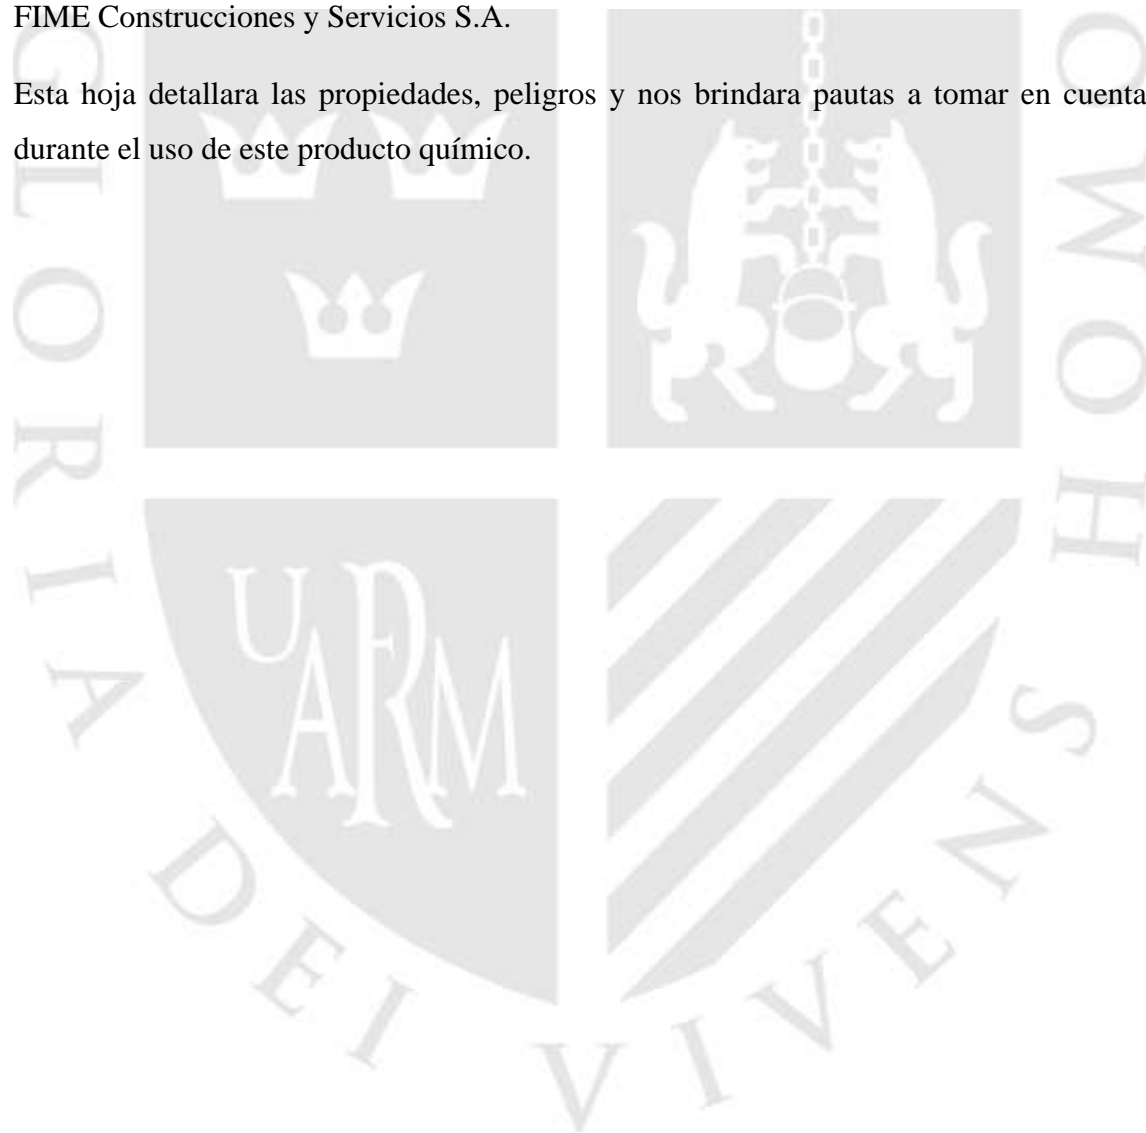 FIME Construcciones y Servicios S.A.
Esta hoja detallara las propiedades, peligros y nos brindara pautas a tomar en cuenta
durante el uso de este producto químico.
GLORIA DEI VIVENS HOMO
UARM